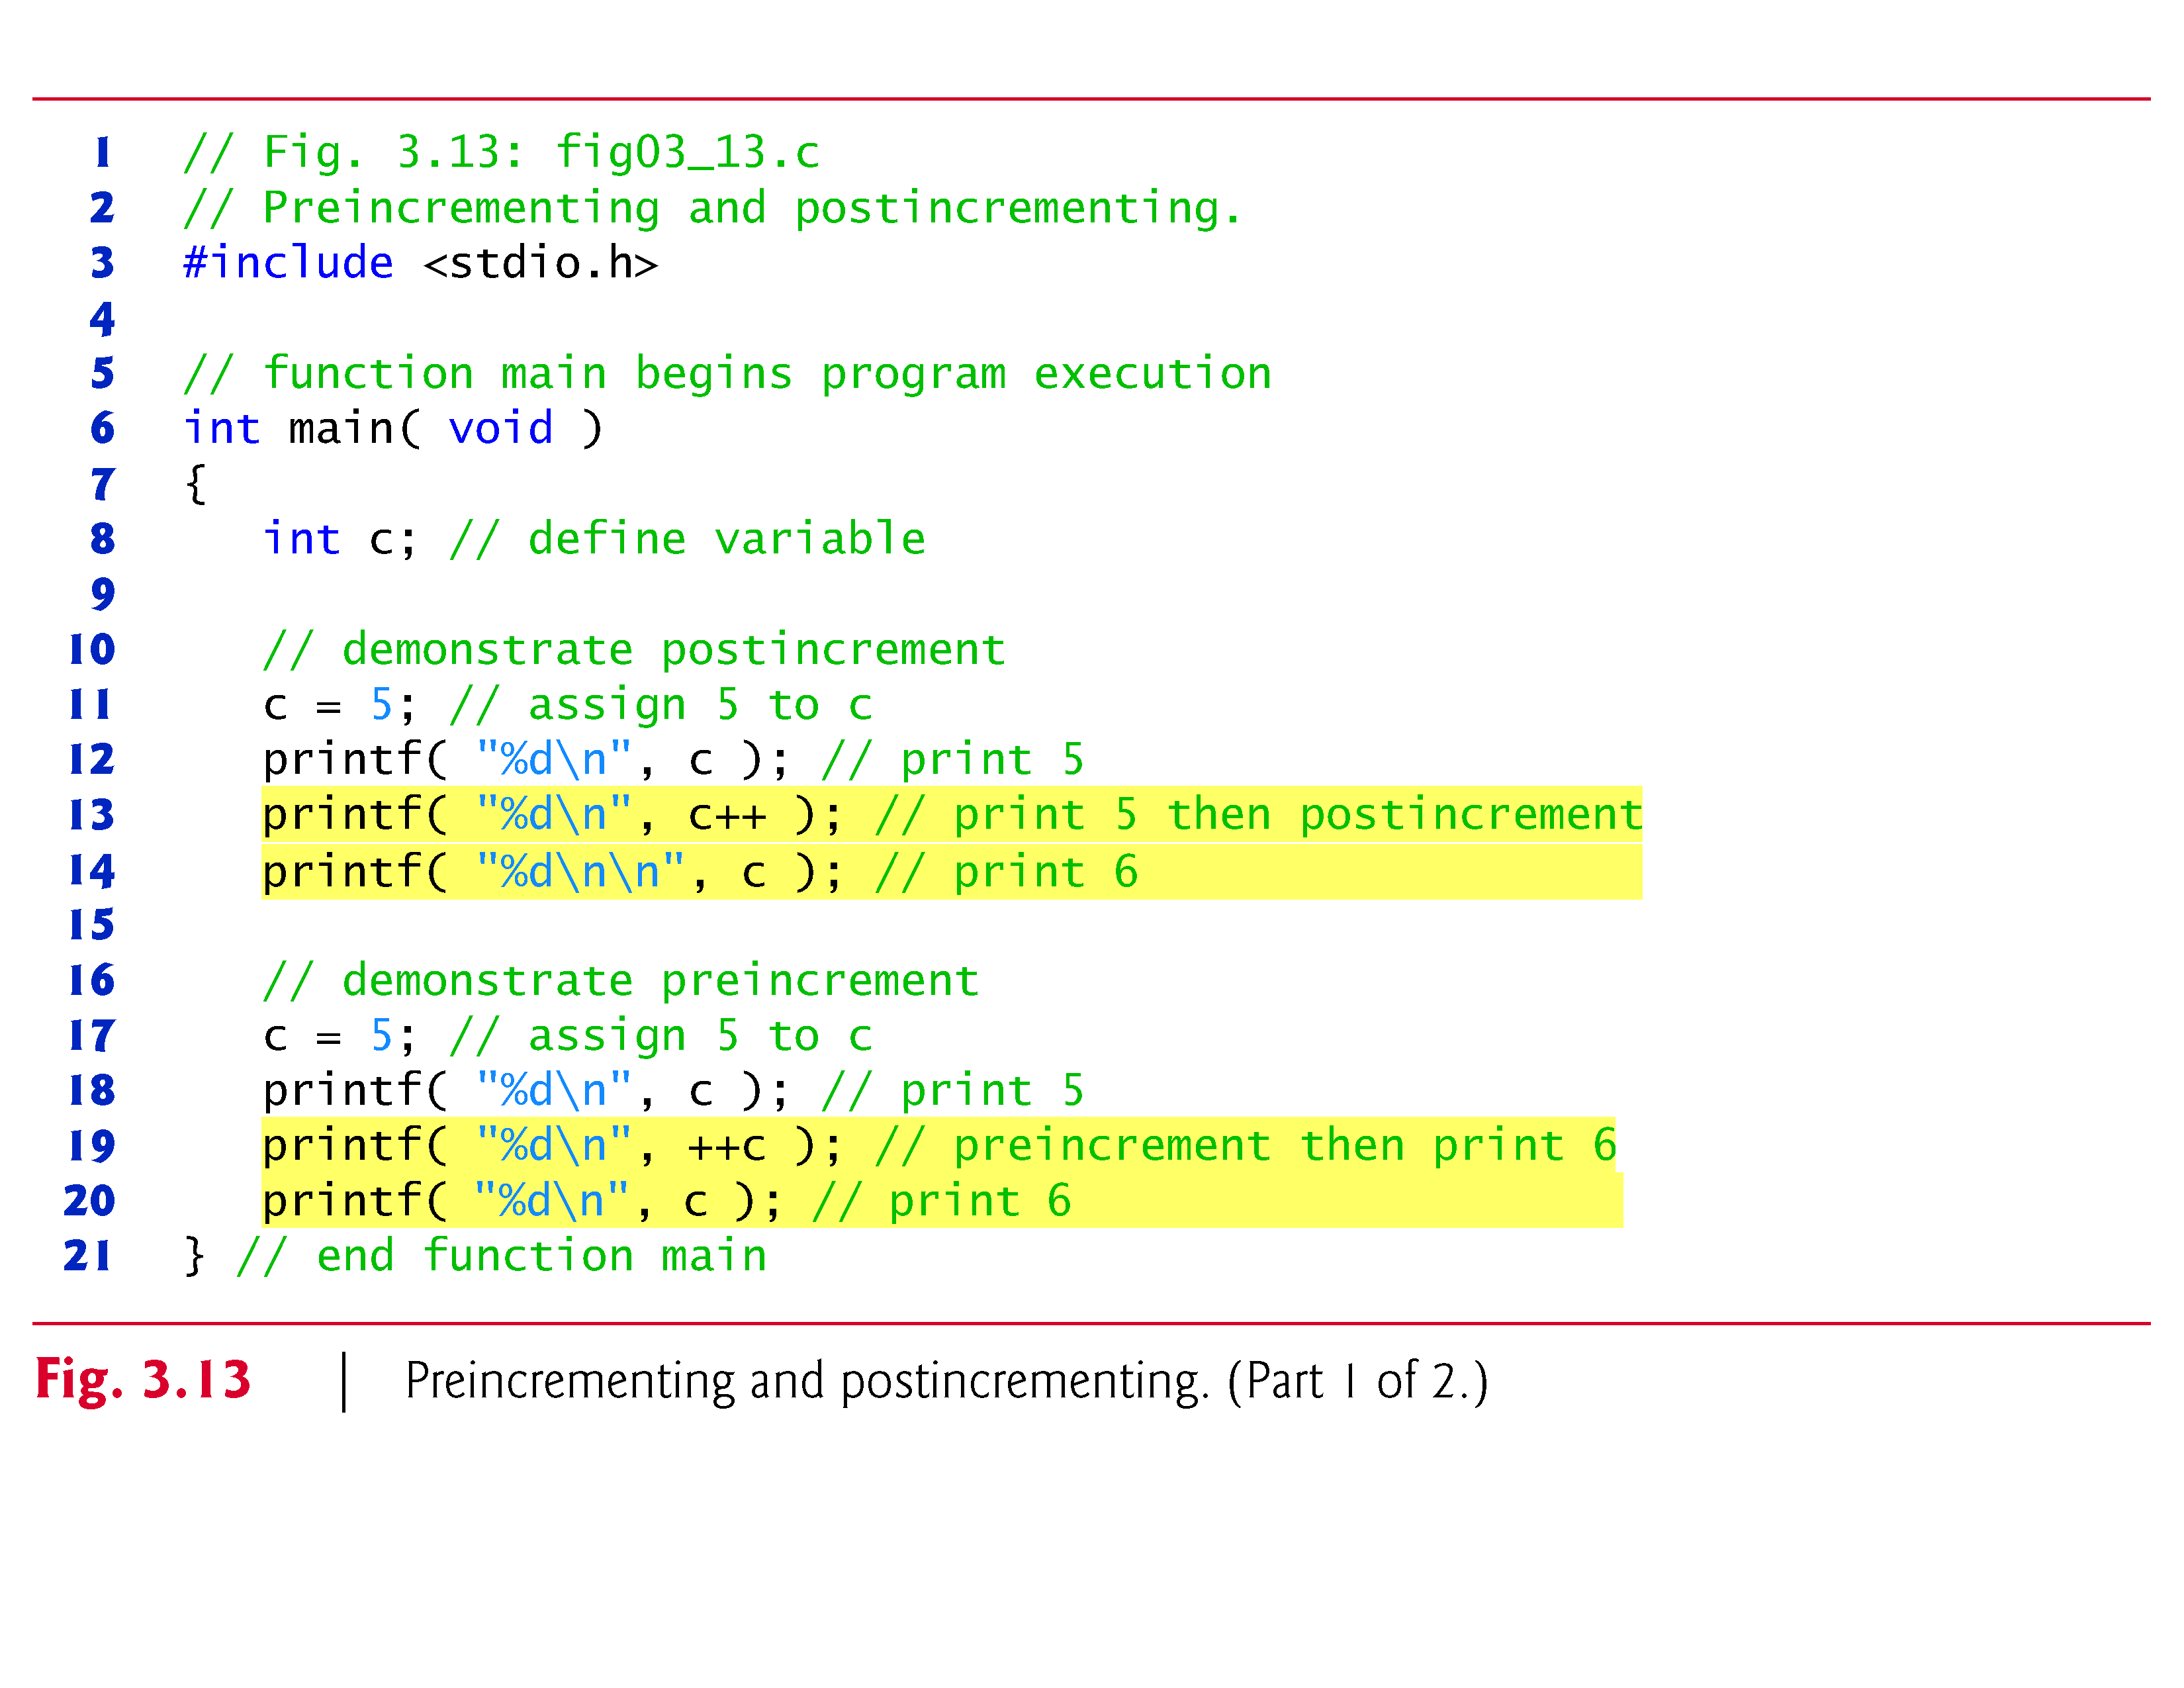 1 // Fig. 3.13: fig03_13.c
2 // Preincrementing and postincrementing.
3 #include <stdio.h>
4
5 // function main begins program execution
6 int main( void )
7 {
8    int c; // define variable
9
10    // demonstrate postincrement
11    c = 5; // assign 5 to c
12    printf( "%d\n", c ); // print 5
13    printf( "%d\n", c++ ); // print 5 then postincrement
14    printf( "%d\n\n", c ); // print 6
15
16    // demonstrate preincrement
17    c = 5; // assign 5 to c
18    printf( "%d\n", c ); // print 5
19    printf( "%d\n", ++c ); // preincrement then print 6
20    printf( "%d\n", c ); // print 6
21 } // end function main
Fig. 3.13 | Preincrementing and postincrementing. (Part 1 of 2.)